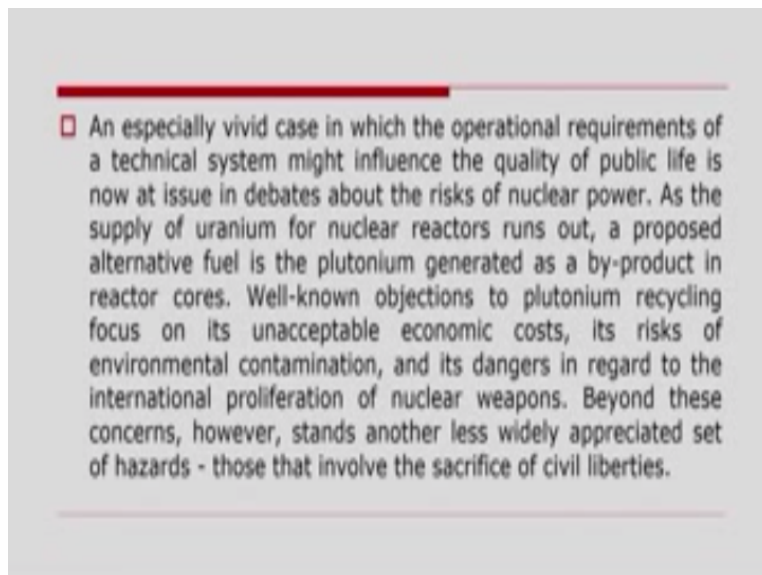 An especially vivid case in which the operational requirements of
a technical system might influence the quality of public life is
now at issue in debates about the risks of nuclear power. As the
supply of uranium for nuclear reactors runs out, a proposed
alternative fuel is the plutonium generated as a by-product in
reactor cores. Well-known objections to plutonium recycling
focus on its unacceptable economic costs, its risks of
environmental contamination, and its dangers in regard to the
international proliferation of nuclear weapons. Beyond these
concerns, however, stands another less widely appreciated set
of hazards - those that involve the sacrifice of civil liberties.